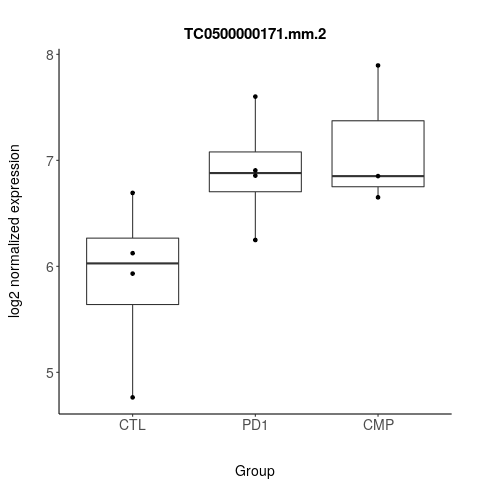 TC0500000171.mm.2
log2 normalized expression
8
7
6
5
CTL PD1 CMP
Group